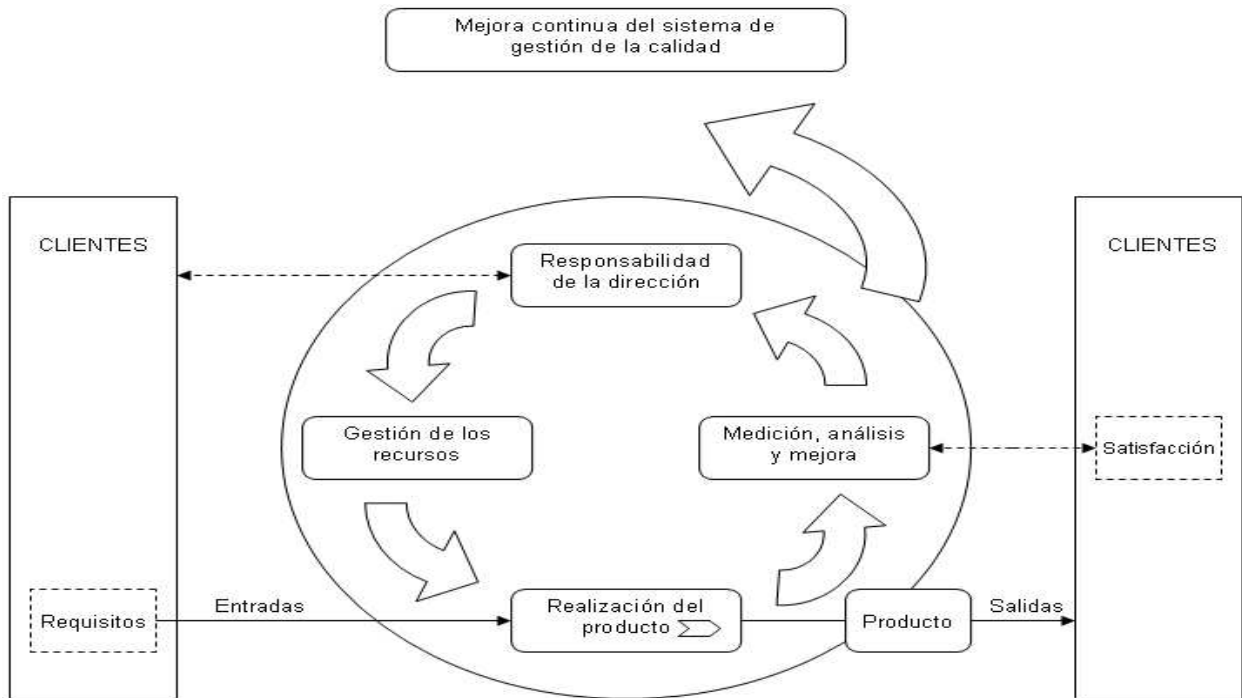 Mejora continua del sistema de
gestión de la calidad
CLIENTES
CLIENTES
Responsabilidad
de la dirección
Gestión de los
recursos
Medición, análisis
y mejora
Satisfacción
Requisitos
Entradas
Realización del
producto
Producto
Salidas